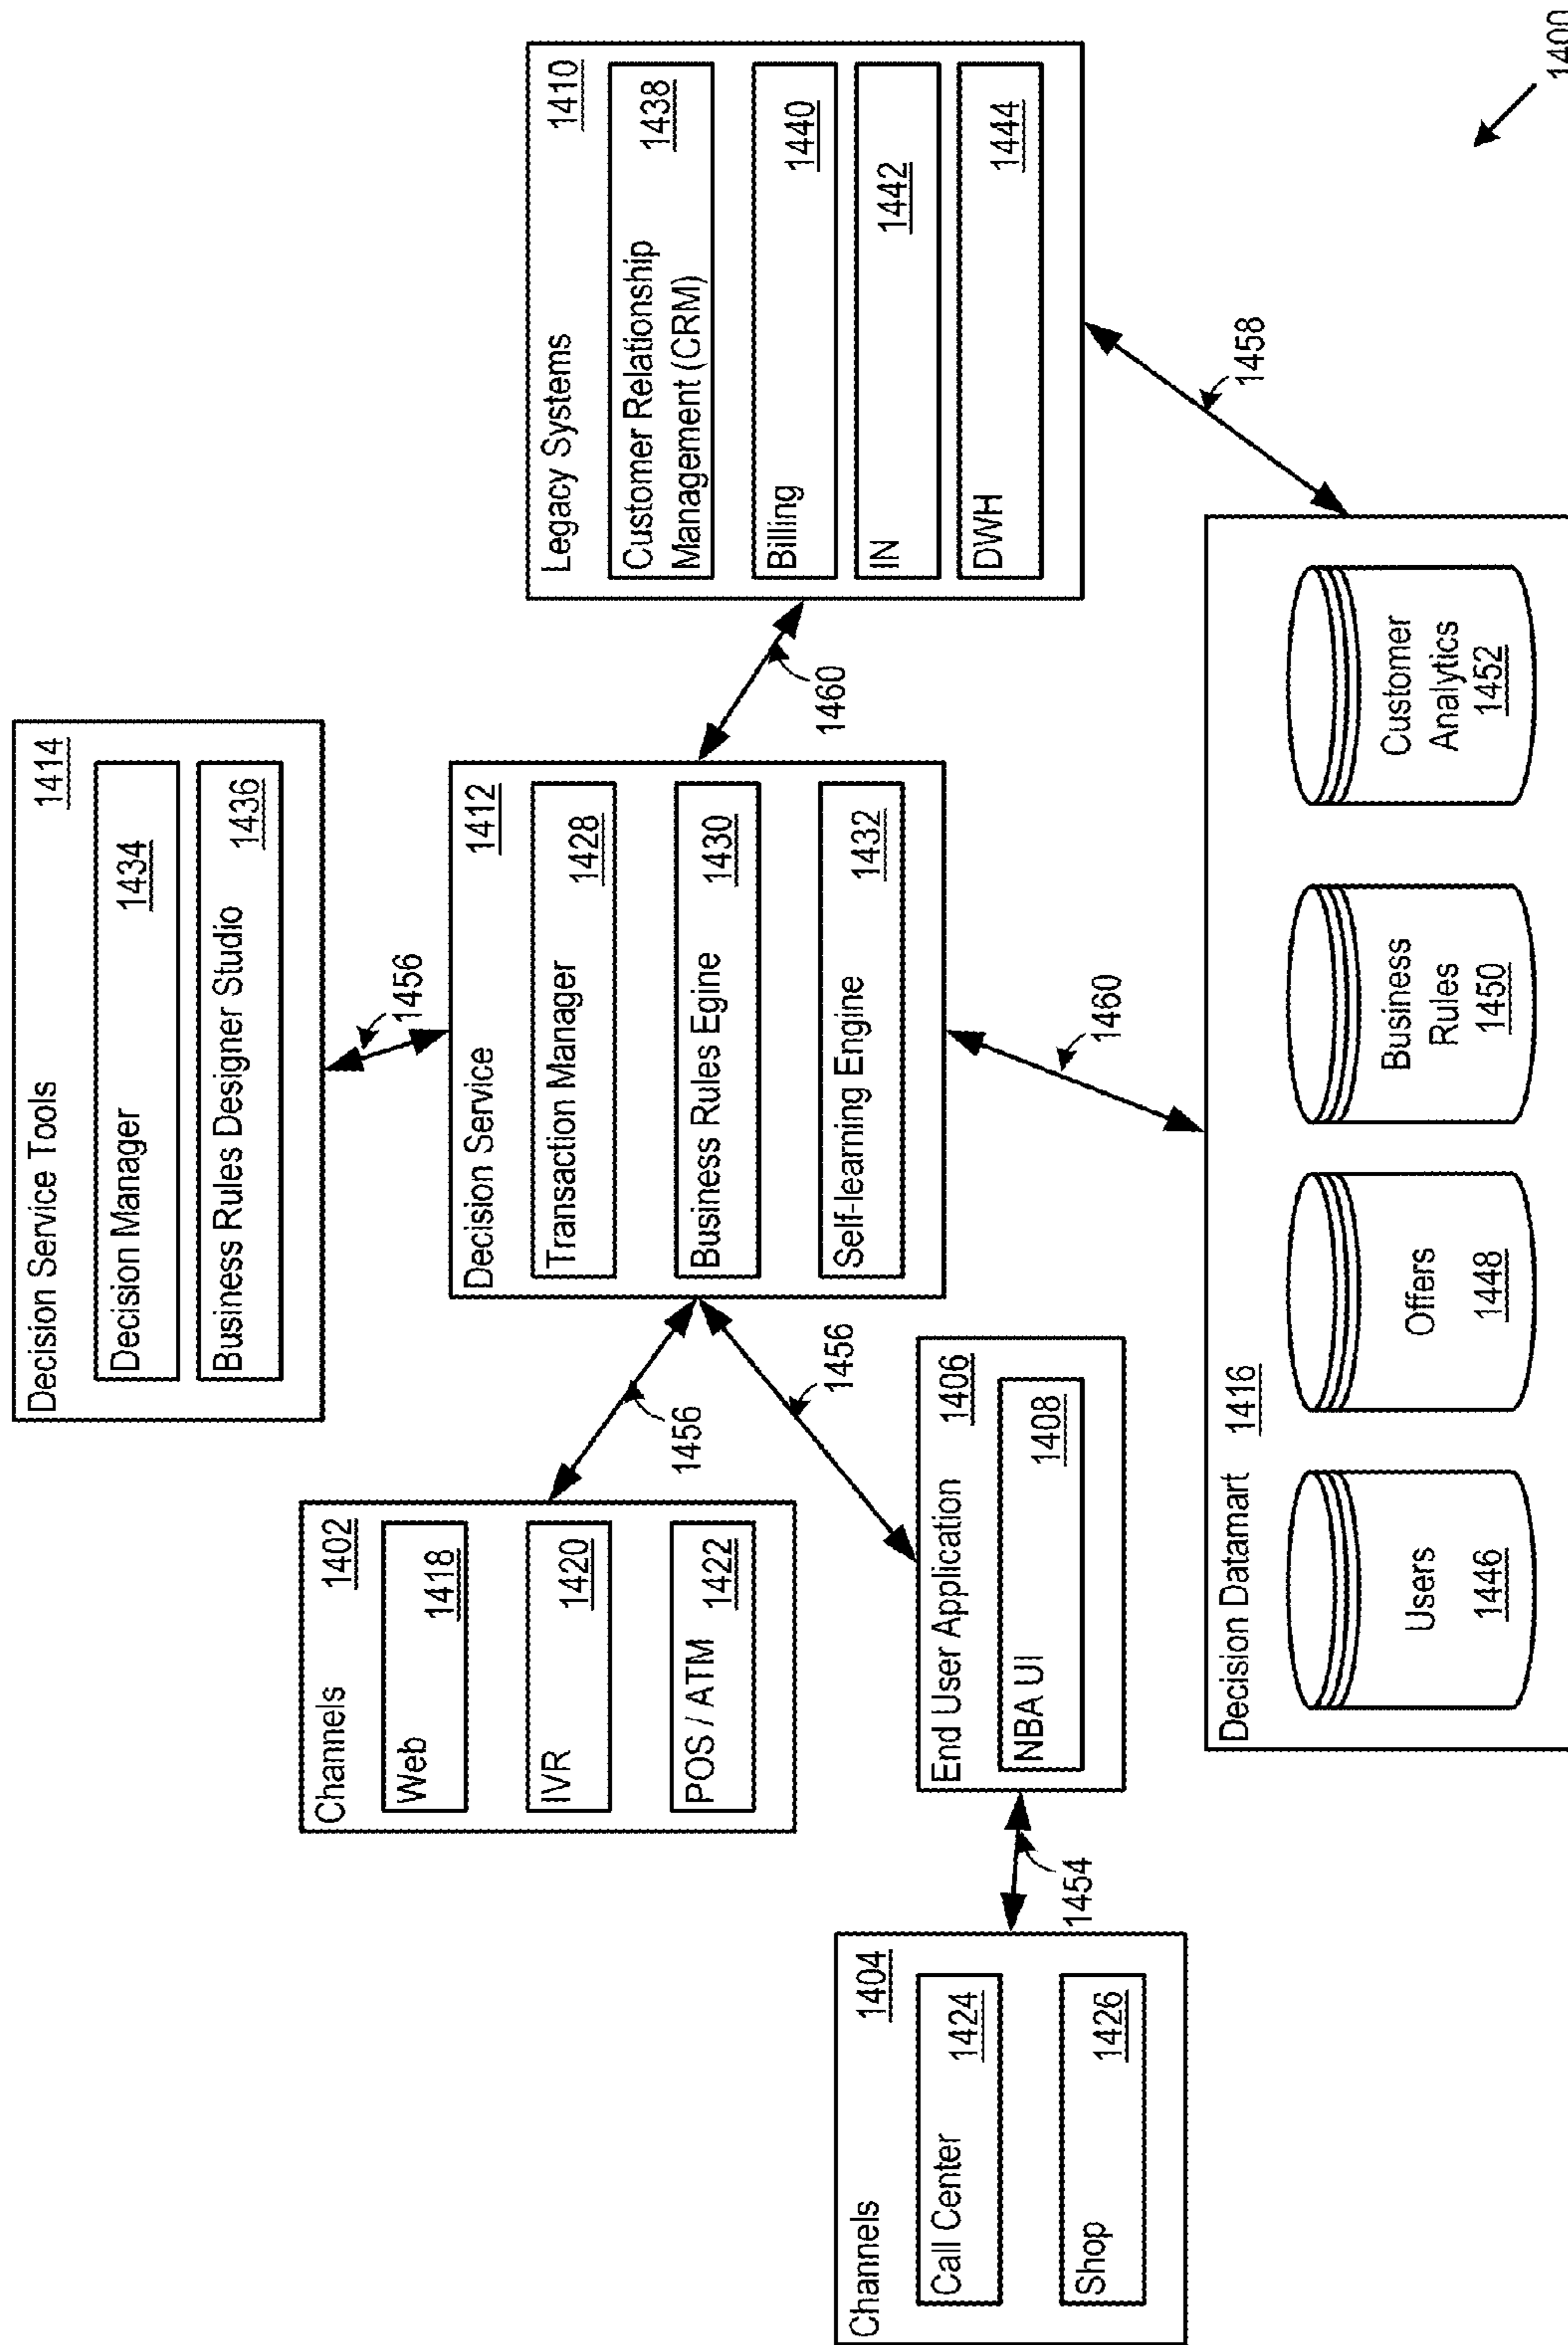 Decision Service Tools
1414
Decision Manager
1434
Business Rules Designer Studio
1436
1456
Channels
1402
Web
1418
IVR
1420
POS / ATM
1422
1456
Decision Service
1412
Transaction Manager
1428
Business Rules Egine
1430
Self-learning Engine
1432
1460
Legacy Systems
1410
Customer Relationship
Management (CRM)
1438
Billing
1440
IN
1442
DWH
1444
Channels
1404
Call Center
1424
Shop
1426
1454
End User Application
1406
NBA UI
1408
1456
1460
1458
Decision Datamart
1416
Users
1446
Offers
1448
Business
Rules
1450
Customer
Analytics
1452
1400